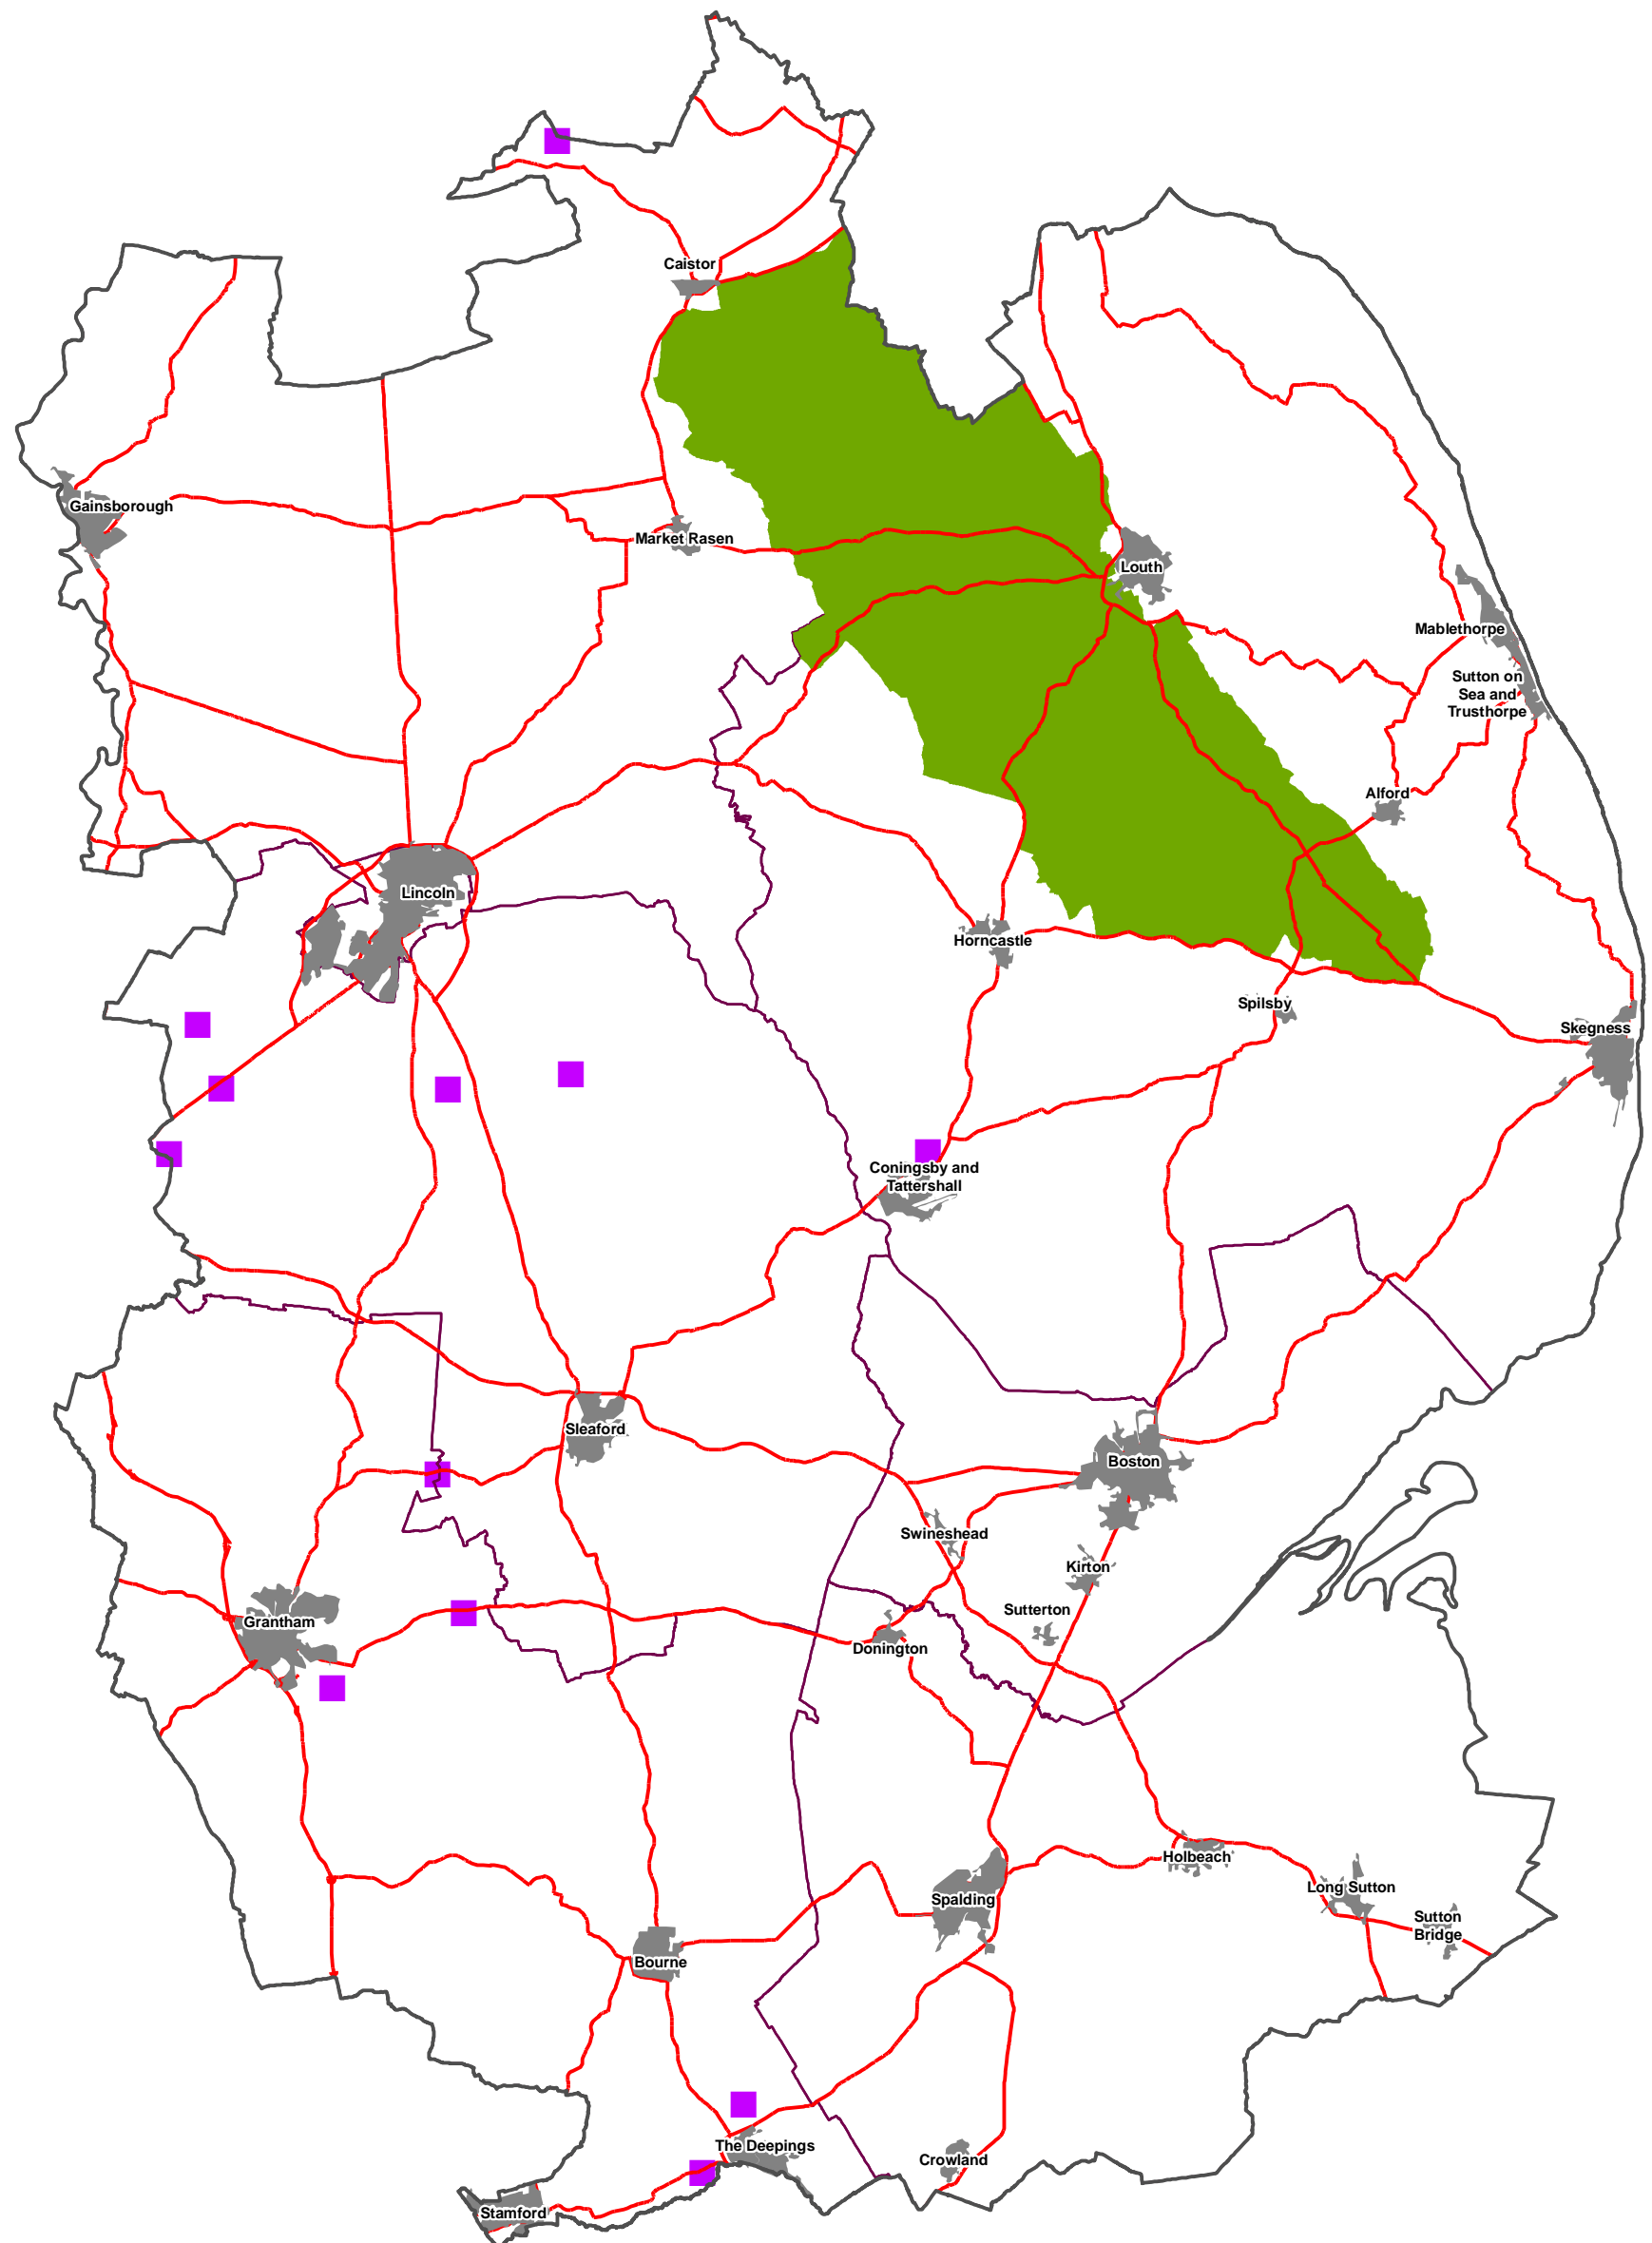 Caistor
Gainsborough
Market Rasen
Louth
Mablethorpe
Sutton on
Sea and
Trusthorpe
Alford
Lincoln
Horncastle
Spilsby
Skegness
Coningsby and
Tattershall
Sleaford
Boston
Swineshead
Kirton
Sutterton
Grantham
Donington
Holbeach
Long Sutton
Spalding
Sutton
Bridge
Bourne
The Deepings
Crowland
Stamford